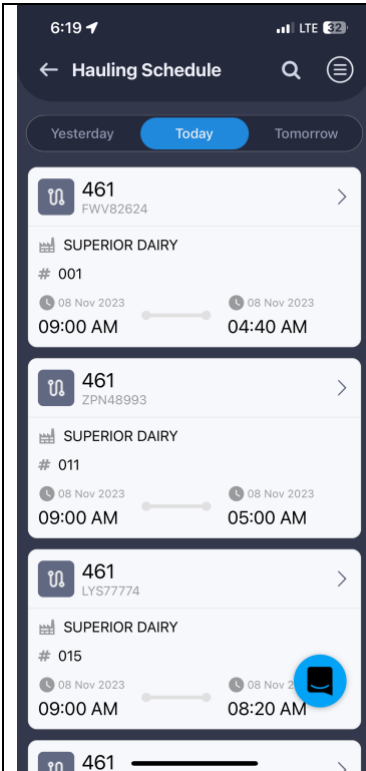 6:19 LTE 32
Hauling Schedule
Yesterday Today Tomorrow
461
FWV82624
SUPERIOR DAIRY
# 001
08 Nov 2023 08 Nov 2023
09:00 AM 04:40 AM
461
ZPN48993
SUPERIOR DAIRY
# 011
08 Nov 2023 08 Nov 2023
09:00 AM 05:00 AM
461
LYS77774
SUPERIOR DAIRY
# 015
08 Nov 2023 08 Nov 2
09:00 AM 08:20 AM
461